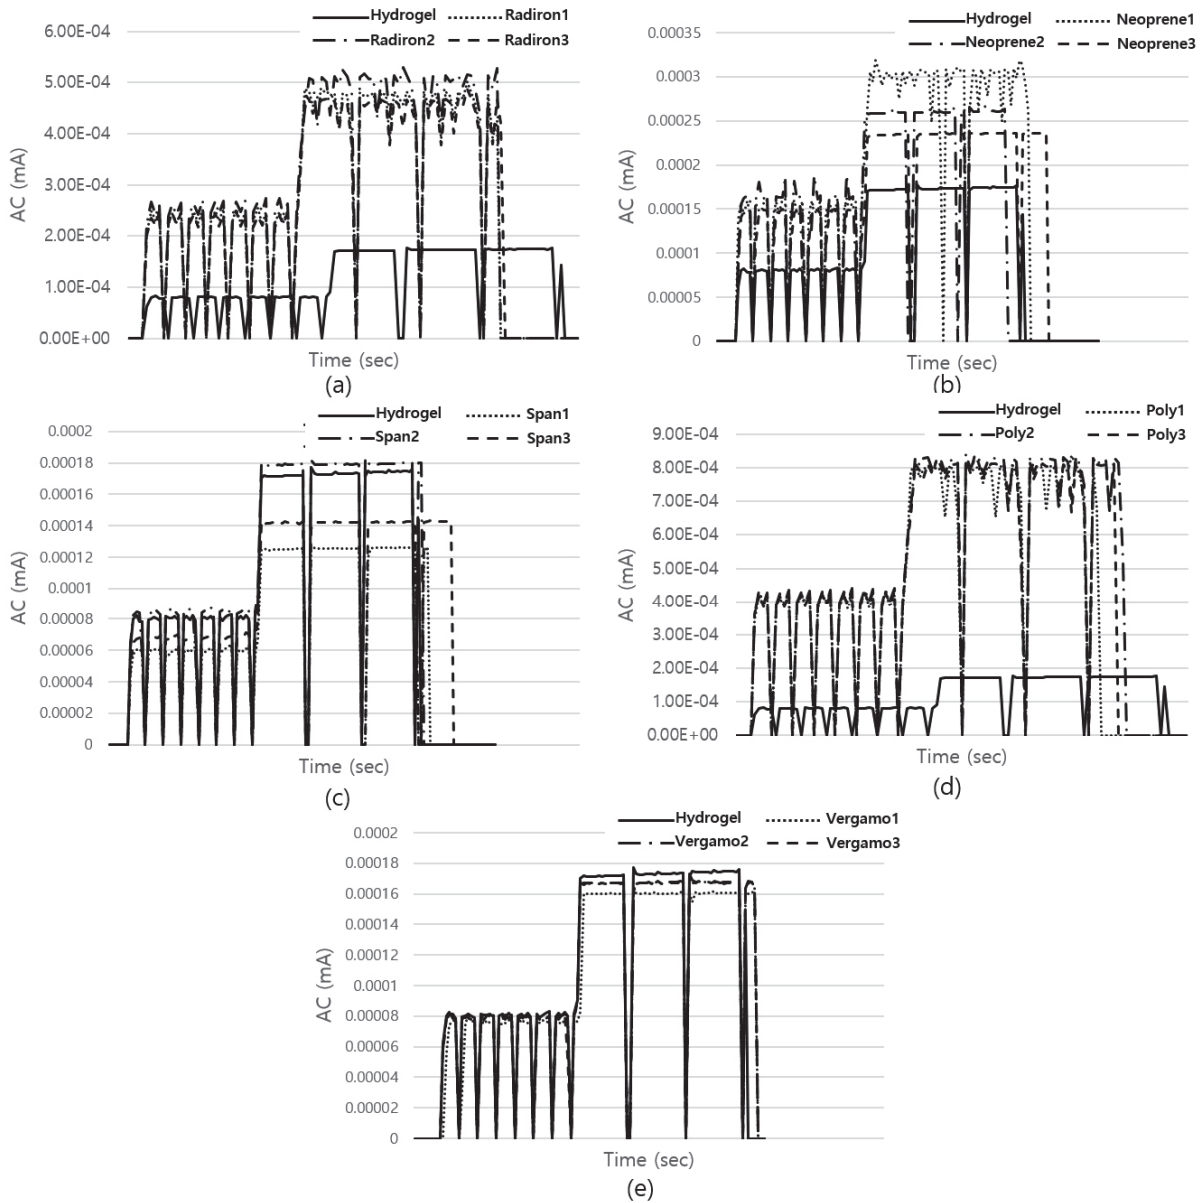 Hydrogel Radiron1
Radiron2 Radiron3
6.00E-04
5.00E-04
4.00E-04
3.00E-04
2.00E-04
1.00E-04
0.00E+00
AC (mA)
Time (sec)
(a)
Hydrogel Neoprene1
Neoprene2 Neoprene3
0.00035
0.0003
0.00025
0.0002
0.00015
0.0001
0.00005
0
AC (mA)
Time (sec)
(b)
Hydrogel Span1
Span2 Span3
0.0002
0.00018
0.00016
0.00014
0.00012
0.0001
0.00008
0.00006
0.00004
0.00002
0
AC (mA)
Time (sec)
(c)
Hydrogel Poly1
Poly2 Poly3
9.00E-04
8.00E-04
7.00E-04
6.00E-04
5.00E-04
4.00E-04
3.00E-04
2.00E-04
1.00E-04
0.00E+00
AC (mA)
Time (sec)
(d)
Hydrogel Vergamo1
Vergamo2 Vergamo3
0.0002
0.00018
0.00016
0.00014
0.00012
0.0001
0.00008
0.00006
0.00004
0.00002
0
AC (mA)
Time (sec)
(e)